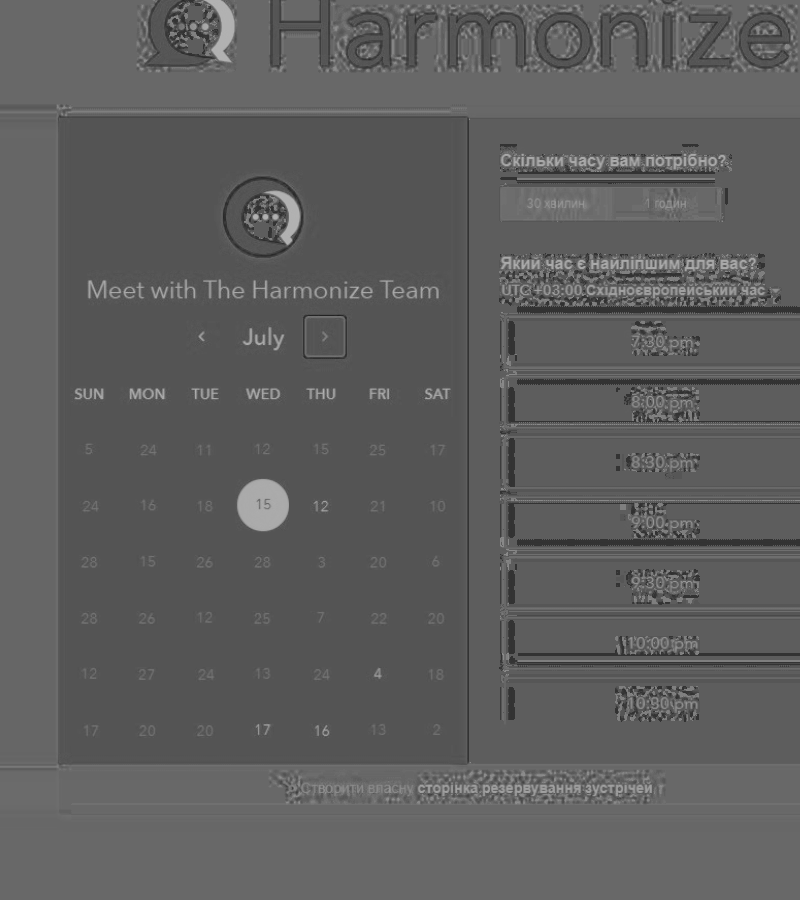 Harmonize
Meet with The Harmonize Team
July
SUN MON TUE WED THU FRI SAT
5 24 11 12 15 25 17
24 16 18 15 12 21 10
28 15 26 28 3 20 6
28 26 12 25 7 22 20
12 27 24 13 24 4 18
17 20 20 17 16 13 2
Скільки часу вам потрібно?
30 хвилин 1 годин
Який час є найліпшим для вас?
UTC +03:00 Східноєвропейський час
7:30 pm
8:00 pm
8:30 pm
9:00 pm
9:30 pm
10:00 pm
10:30 pm
Створити власну сторінка резервування зустрічей